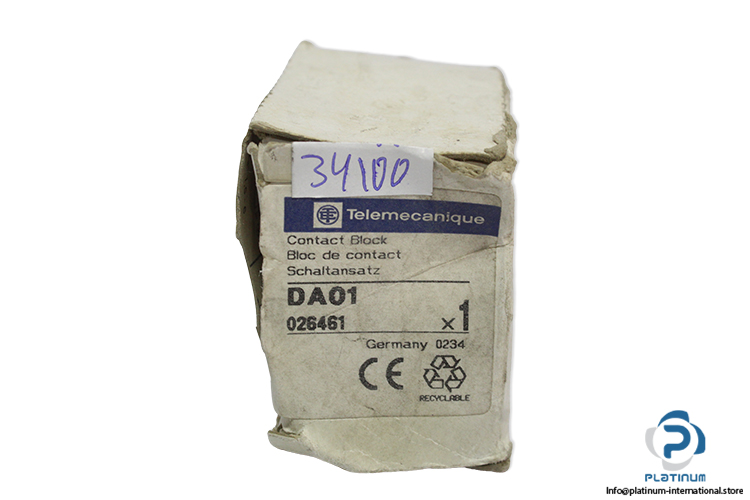 34100
Telemecanique
Contact Block
Bloc de contact
Schaltansatz
DA01
026461 x1
Germany 0234
CE
RECYCLABLE
PLATINUM
Info@platinum-international.store